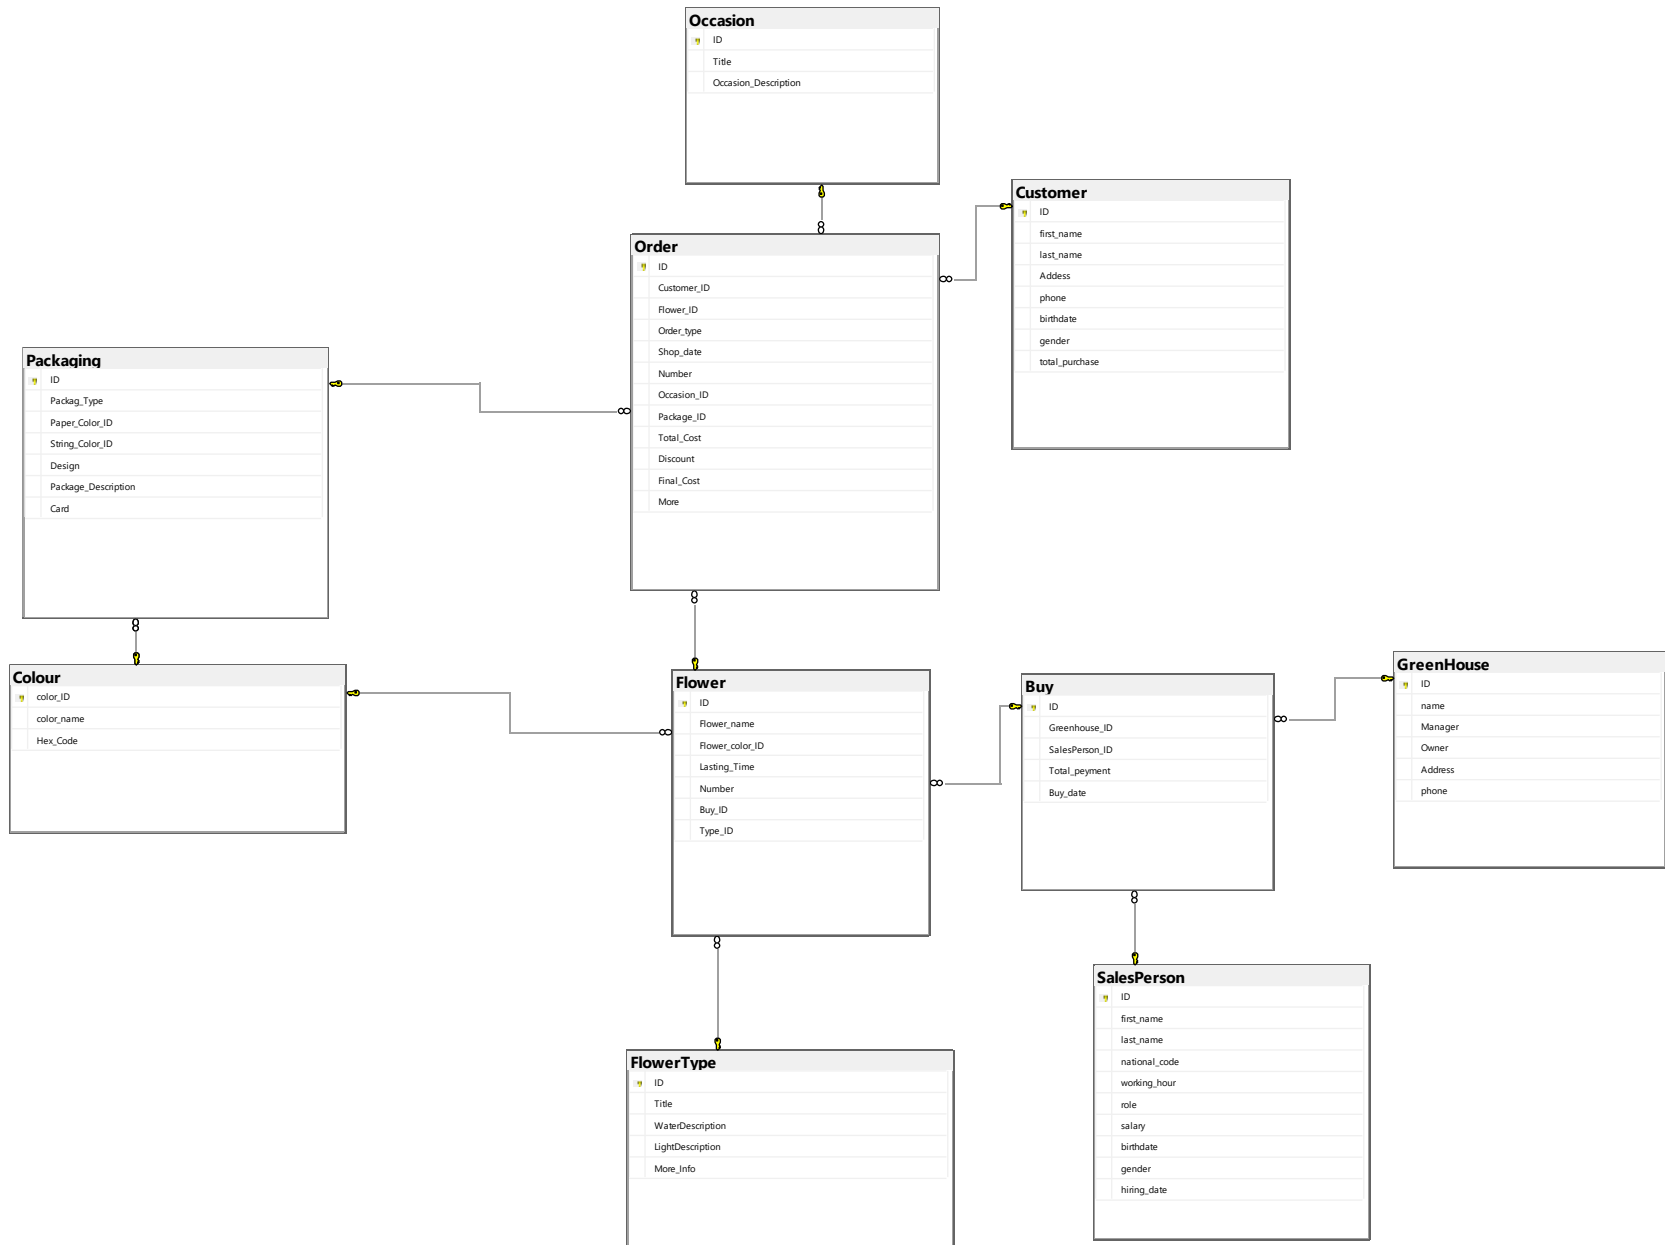 Occasion
ID
Title
Occasion_Description
Customer
ID
first_name
last_name
Addess
phone
birthdate
gender
total_purchase
Order
ID
Customer_ID
Flower_ID
Order_type
Shop_date
Number
Occasion_ID
Package_ID
Total_Cost
Discount
Final_Cost
More
Packaging
ID
Packag_Type
Paper_Color_ID
String_Color_ID
Design
Package_Description
Card
Colour
color_ID
color_name
Hex_Code
Flower
ID
Flower_name
Flower_color_ID
Lasting_Time
Number
Buy_ID
Type_ID
Buy
ID
Greenhouse_ID
SalesPerson_ID
Total_peyment
Buy_date
GreenHouse
ID
name
Manager
Owner
Address
phone
SalesPerson
ID
first_name
last_name
national_code
working_hour
role
salary
birthdate
gender
hiring_date
FlowerType
ID
Title
WaterDescription
LightDescription
More_Info